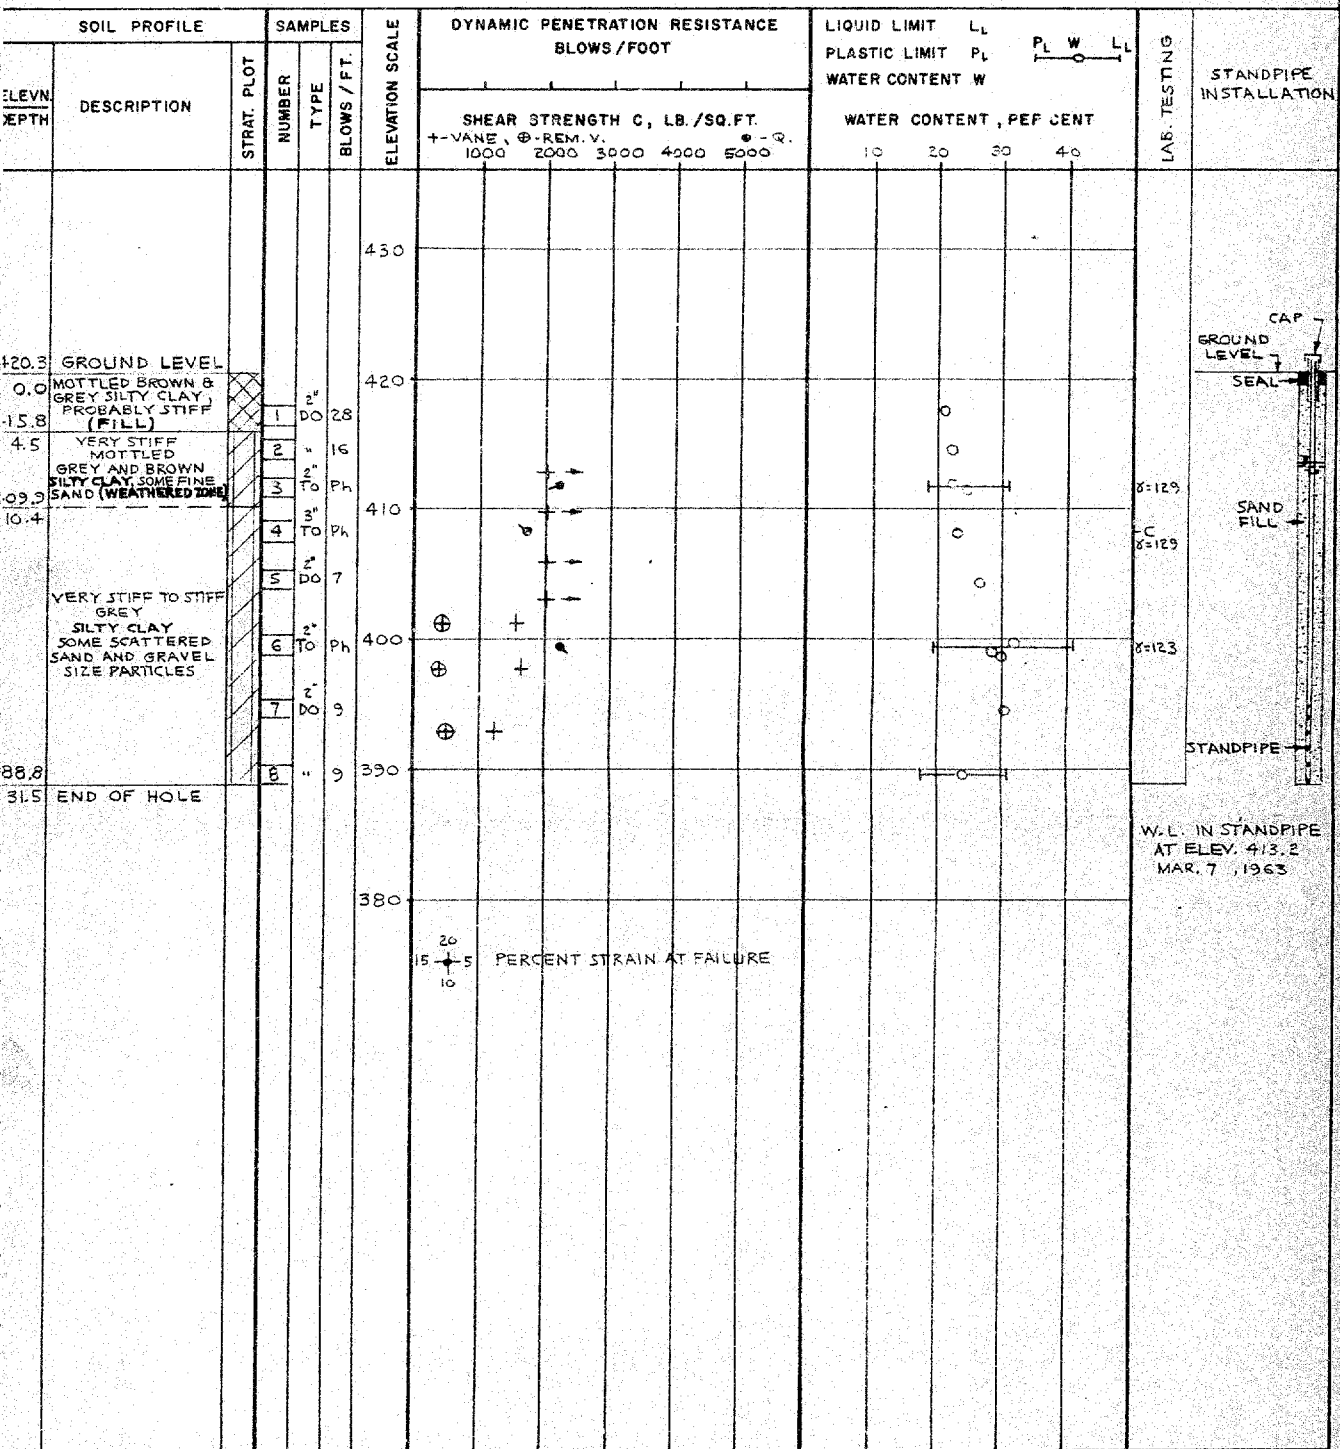 SOIL PROFILE
SAMPLES
ELEVATION SCALE
DYNAMIC PENETRATION RESISTANCE
BLOWS / FOOT
LIQUID LIMIT LL
PLASTIC LIMIT PL
WATER CONTENT W
PL W LL
LAB. TESTING
STANDPIPE
INSTALLATION
ELEVN.
DEPTH
DESCRIPTION
STRAT. PLOT
NUMBER
TYPE
BLOWS / FT.
SHEAR STRENGTH C, LB./SQ.FT.
+-VANE, ⊕-REM. V. •-Q.
1000 2000 3000 4000 5000
WATER CONTENT, PER CENT
10 20 30 40
430
CAP
GROUND
LEVEL
SEAL
420.3 GROUND LEVEL
0.0
MOTTLED BROWN &
GREY SILTY CLAY,
PROBABLY STIFF
(FILL)
420
1 2" DO 28
15.8
4.5
VERY STIFF
MOTTLED
GREY AND BROWN
SILTY CLAY, SOME FINE
SAND (WEATHERED ZONE)
2 " 16
3 2" TO Ph
γ=129
09.9
10.4
410
4 3" TO Ph
C
γ=129
SAND
FILL
5 2" DO 7
VERY STIFF TO STIFF
GREY
SILTY CLAY
SOME SCATTERED
SAND AND GRAVEL
SIZE PARTICLES
400
6 2" TO Ph
γ=123
7 2" DO 9
STANDPIPE
88.8
8 " 9
390
31.5 END OF HOLE
W.L. IN STANDPIPE
AT ELEV. 413.2
MAR. 7, 1963
380
20
15 5 PERCENT STRAIN AT FAILURE
10